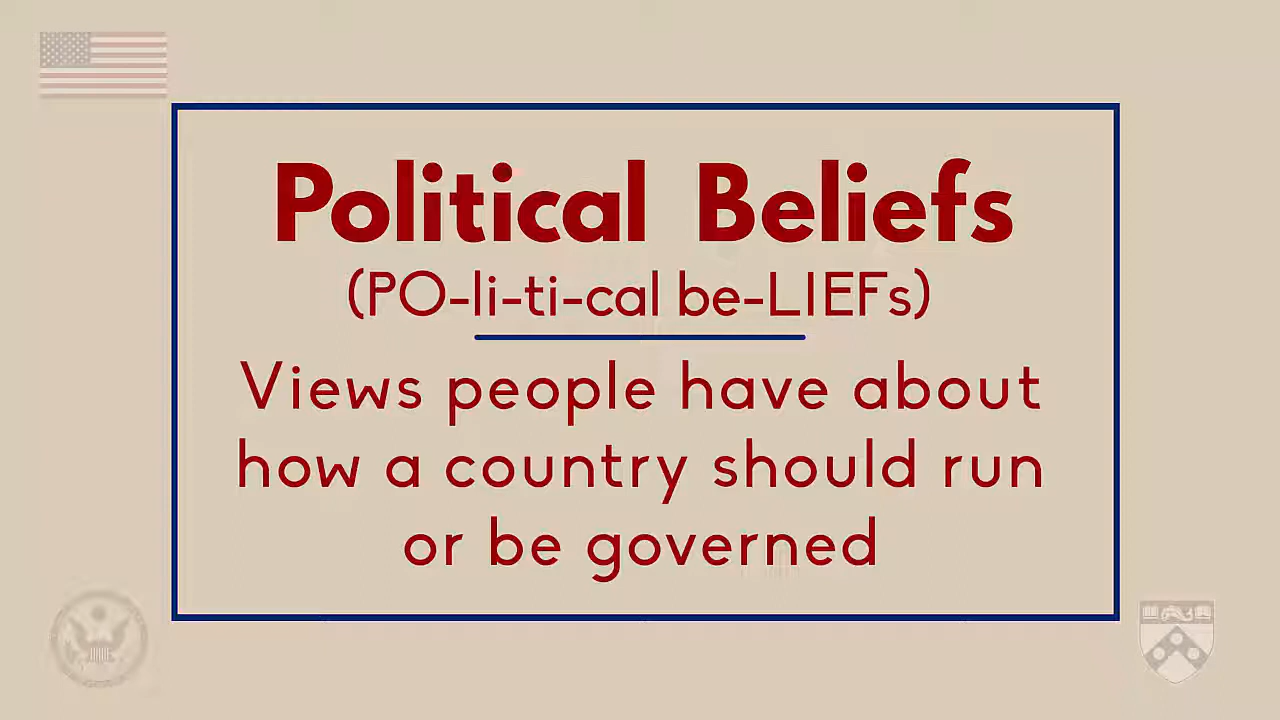 Political Beliefs
(PO-li-ti-cal be-LIEFs)
Views people have about
how a country should run
or be governed